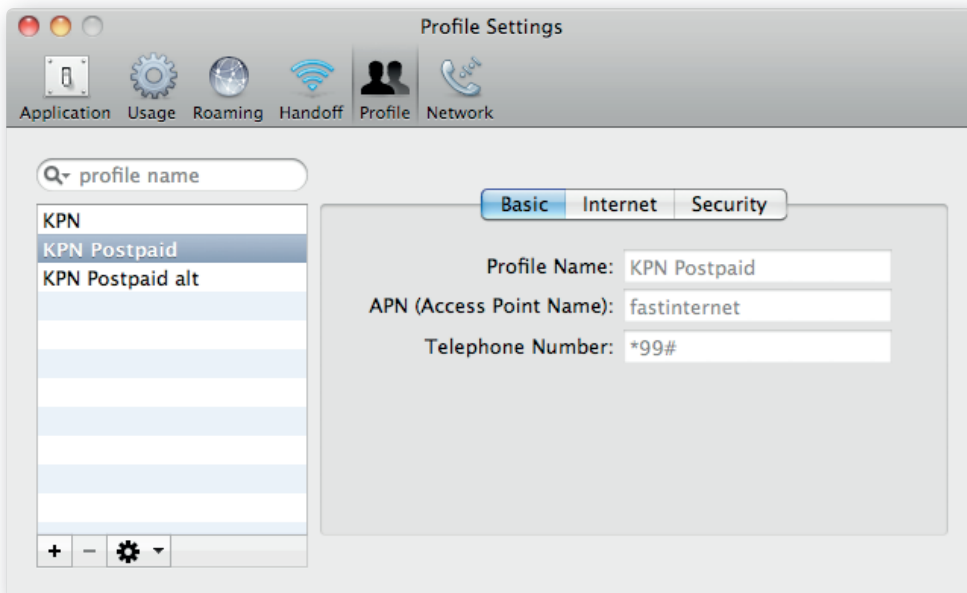 Profile Settings
Application Usage Roaming Handoff Profile Network
profile name
KPN
KPN Postpaid
KPN Postpaid alt
Basic Internet Security
Profile Name: KPN Postpaid
APN (Access Point Name): fastinternet
Telephone Number: *99#